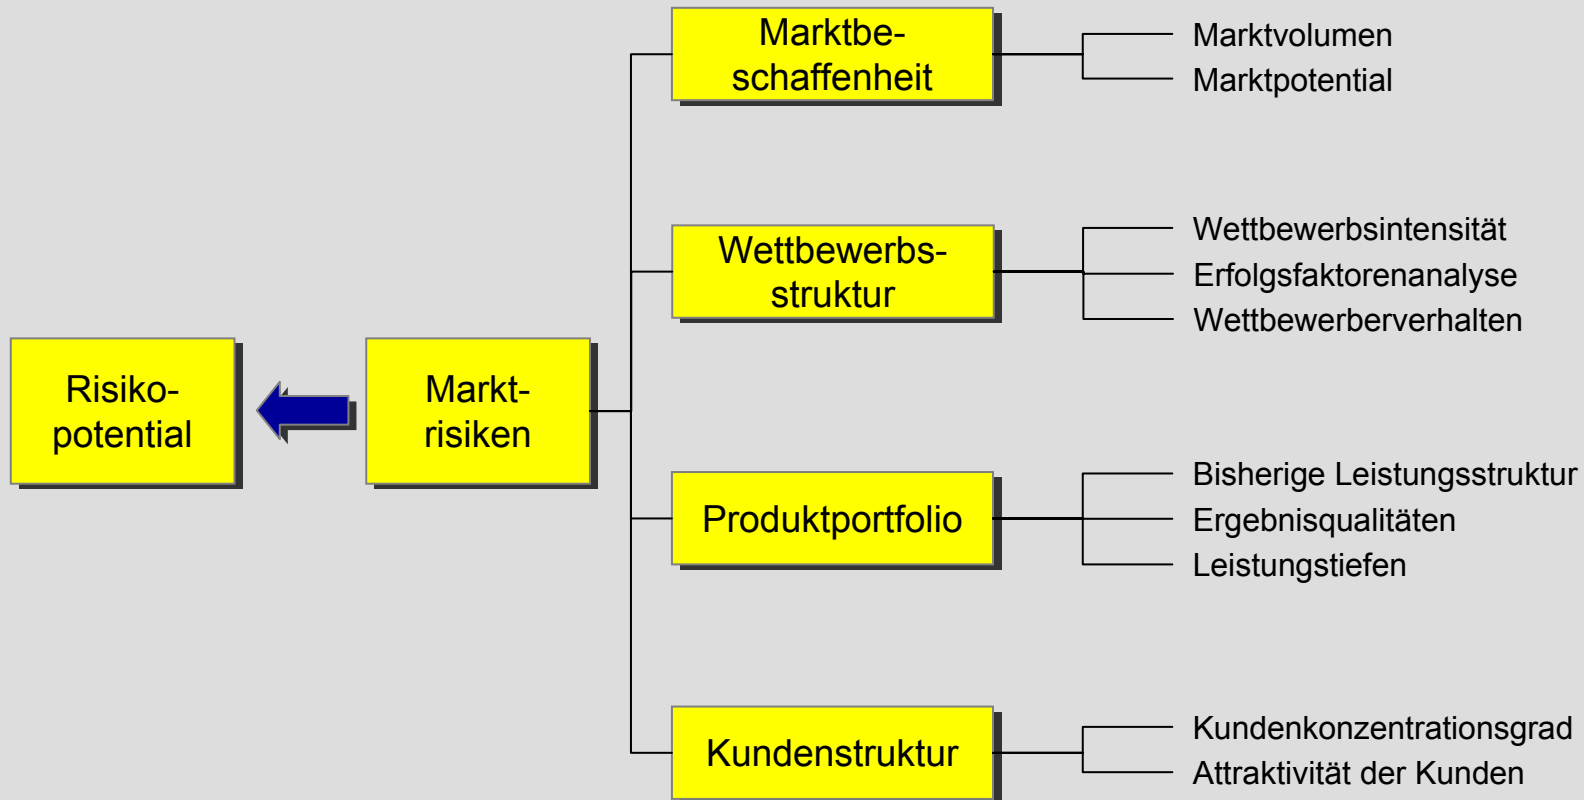 Marktbe-
schaffenheit
Marktvolumen
Marktpotential
Wettbewerbs-
struktur
Wettbewerbsintensität
Erfolgsfaktorenanalyse
Wettbewerberverhalten
Risiko-
potential
Markt-
risiken
Produktportfolio
Bisherige Leistungsstruktur
Ergebnisqualitäten
Leistungstiefen
Kundenstruktur
Kundenkonzentrationsgrad
Attraktivität der Kunden